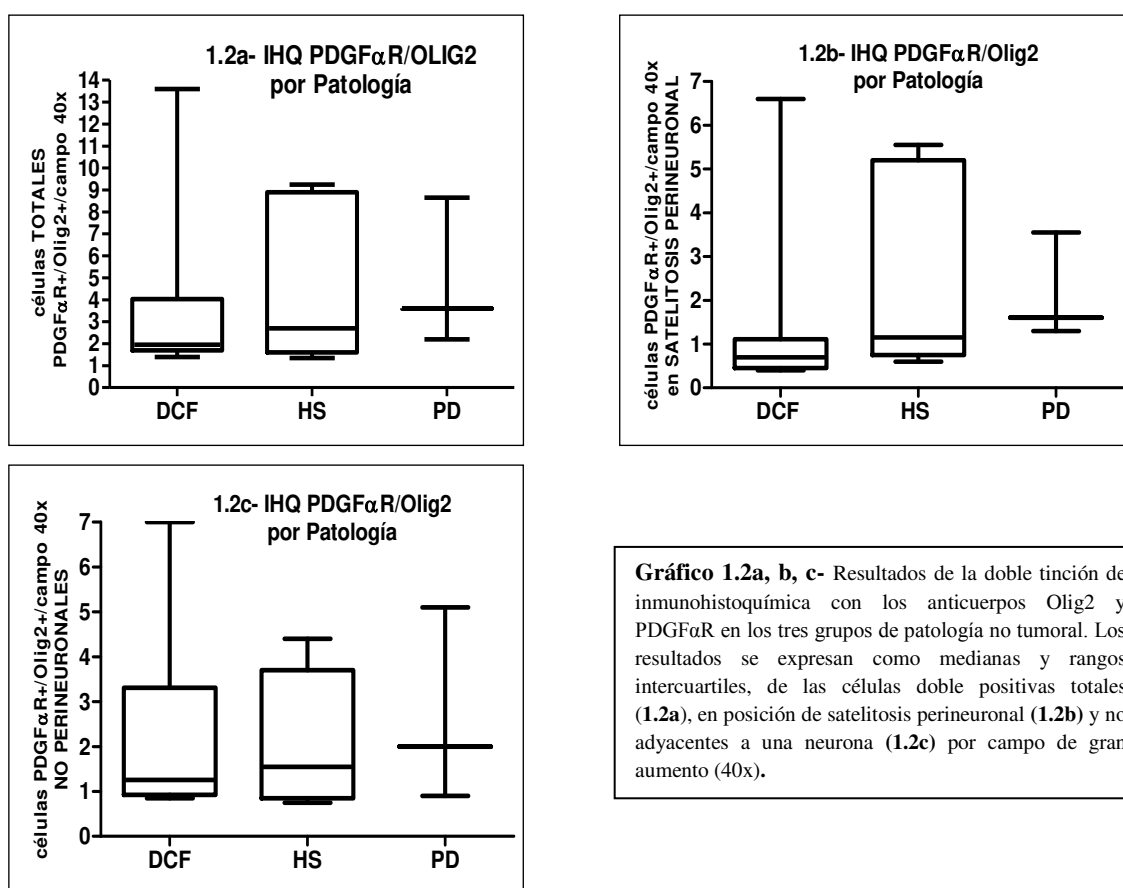 1.2a- IHQ PDGFαR/OLIG2
por Patología
células TOTALES
PDGFαR+/Olig2+/campo 40x
14
13
12
11
10
9
8
7
6
5
4
3
2
1
0
DCF HS PD
1.2b- IHQ PDGFαR/Olig2
por Patología
células PDGFαR+/Olig2+/campo 40x
en SATELITOSIS PERINEURONAL
7
6
5
4
3
2
1
0
DCF HS PD
1.2c- IHQ PDGFαR/Olig2
por Patología
células PDGFαR+/Olig2+/campo 40x
NO PERINEURONALES
7
6
5
4
3
2
1
0
DCF HS PD
Gráfico 1.2a, b, c- Resultados de la doble tinción de
inmunohistoquímica con los anticuerpos Olig2 y
PDGFαR en los tres grupos de patología no tumoral. Los
resultados se expresan como medianas y rangos
intercuartiles, de las células doble positivas totales
(1.2a), en posición de satelitosis perineuronal (1.2b) y no
adyacentes a una neurona (1.2c) por campo de gran
aumento (40x).